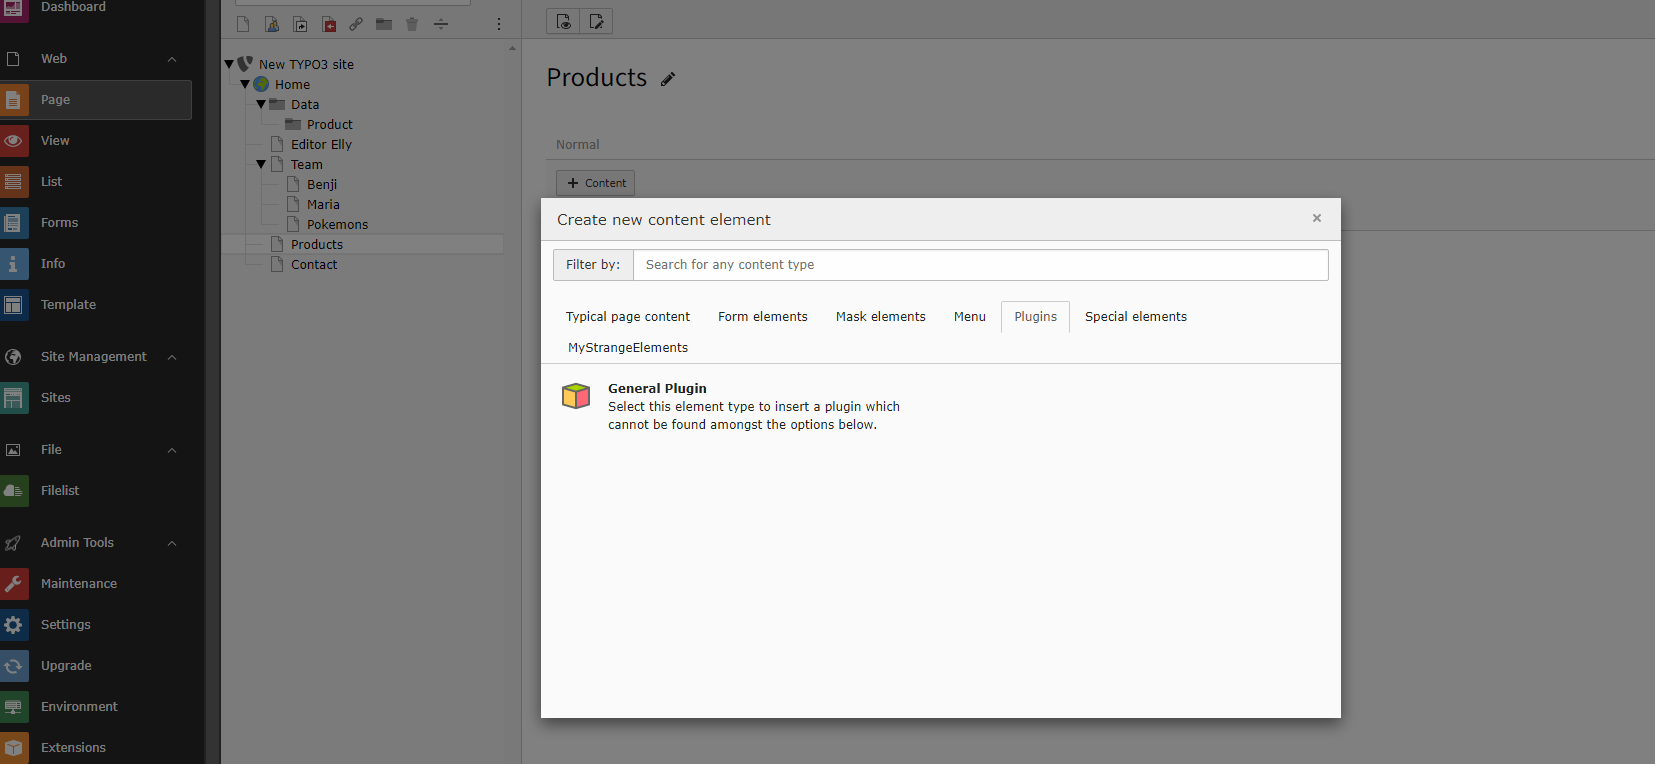 Dashboard
Web
Page
View
List
Forms
Info
Template
Site Management
Sites
File
Filelist
Admin Tools
Maintenance
Settings
Upgrade
Environment
Extensions
New TYPO3 site
Home
Data
Product
Editor Elly
Team
Benji
Maria
Pokemons
Products
Contact
Products
Normal
+ Content
Create new content element ×
Filter by: Search for any content type
Typical page content Form elements Mask elements Menu Plugins Special elements
MyStrangeElements
General Plugin
Select this element type to insert a plugin which
cannot be found amongst the options below.